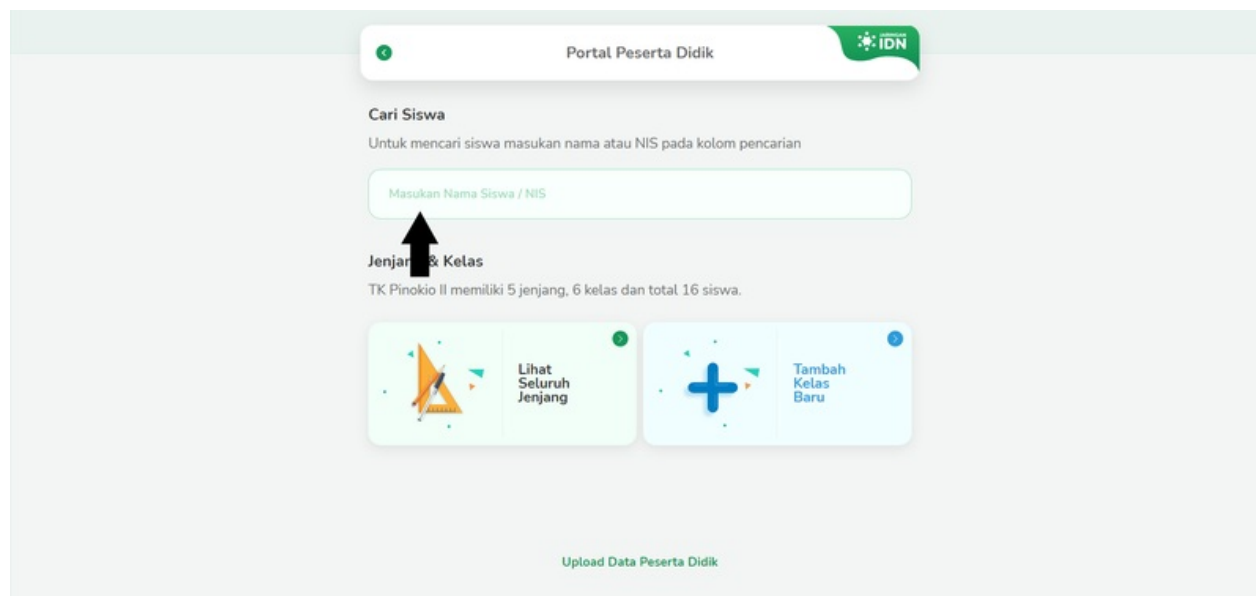 Portal Peserta Didik
JARINGAN
IDN
Cari Siswa
Untuk mencari siswa masukan nama atau NIS pada kolom pencarian
Masukan Nama Siswa / NIS
& Kelas
TK Pinokio II memiliki 5 jenjang, 6 kelas dan total 16 siswa.
Lihat
Seluruh
Jenjang
Tambah
Kelas
Baru
Upload Data Peserta Didik